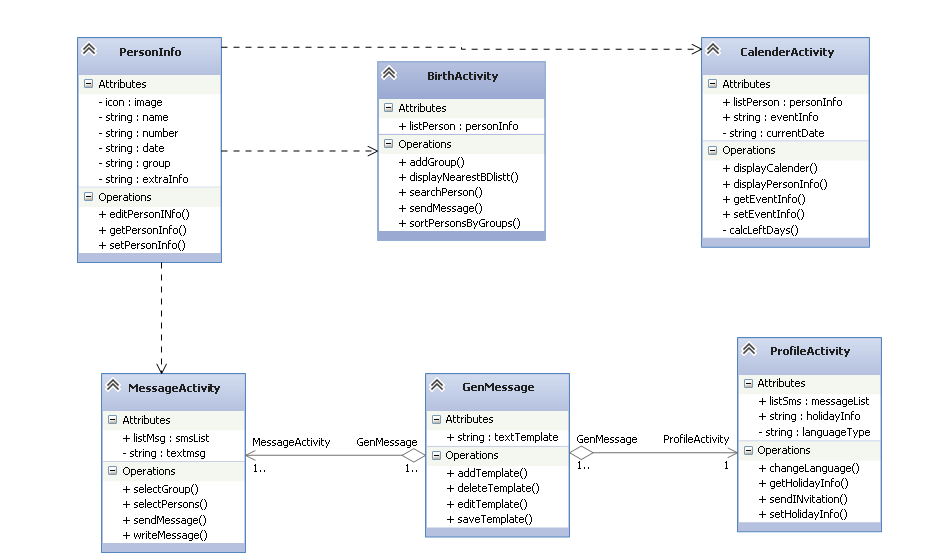 PersonInfo
Attributes
- icon : image
- string : name
- string : number
- string : date
- string : group
- string : extraInfo
Operations
+ editPersonINfo()
+ getPersonInfo()
+ setPersonInfo()
BirthActivity
Attributes
+ listPerson : personInfo
Operations
+ addGroup()
+ displayNearestBDlistt()
+ searchPerson()
+ sendMessage()
+ sortPersonsByGroups()
CalenderActivity
Attributes
+ listPerson : personInfo
+ string : eventInfo
- string : currentDate
Operations
+ displayCalender()
+ displayPersonInfo()
+ getEventInfo()
+ setEventInfo()
- calcLeftDays()
MessageActivity
Attributes
+ listMsg : smsList
- string : textmsg
Operations
+ selectGroup()
+ selectPersons()
+ sendMessage()
+ writeMessage()
MessageActivity
GenMessage
1..
1..
GenMessage
Attributes
+ string : textTemplate
Operations
+ addTemplate()
+ deleteTemplate()
+ editTemplate()
+ saveTemplate()
GenMessage
ProfileActivity
1..
1
ProfileActivity
Attributes
+ listSms : messageList
+ string : holidayInfo
- string : languageType
Operations
+ changeLanguage()
+ getHolidayInfo()
+ sendINvitation()
+ setHolidayInfo()